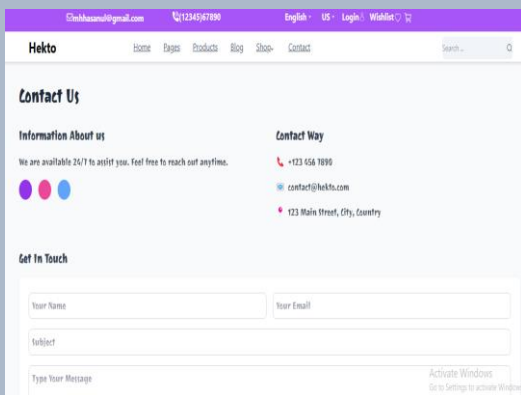 mhhasanul@gmail.com (12345)67890 English US Login Wishlist
Hekto Home Pages Products Blog Shop Contact Search ...
Contact Us
Information About us Contact Way
We are available 24/7 to assist you. Feel free to reach out anytime. +123 456 7890
contact@hekto.com
123 Main Street, City, Country
Get In Touch
Your Name Your Email
Subject
Type Your Message
Activate Windows
Go to Settings to activate Windows